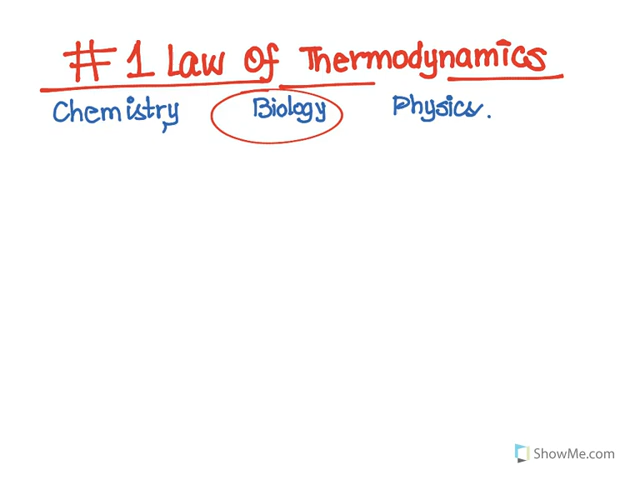 # 1 Law Of Thermodynamics
Chemistry, Biology Physics.
ShowMe.com